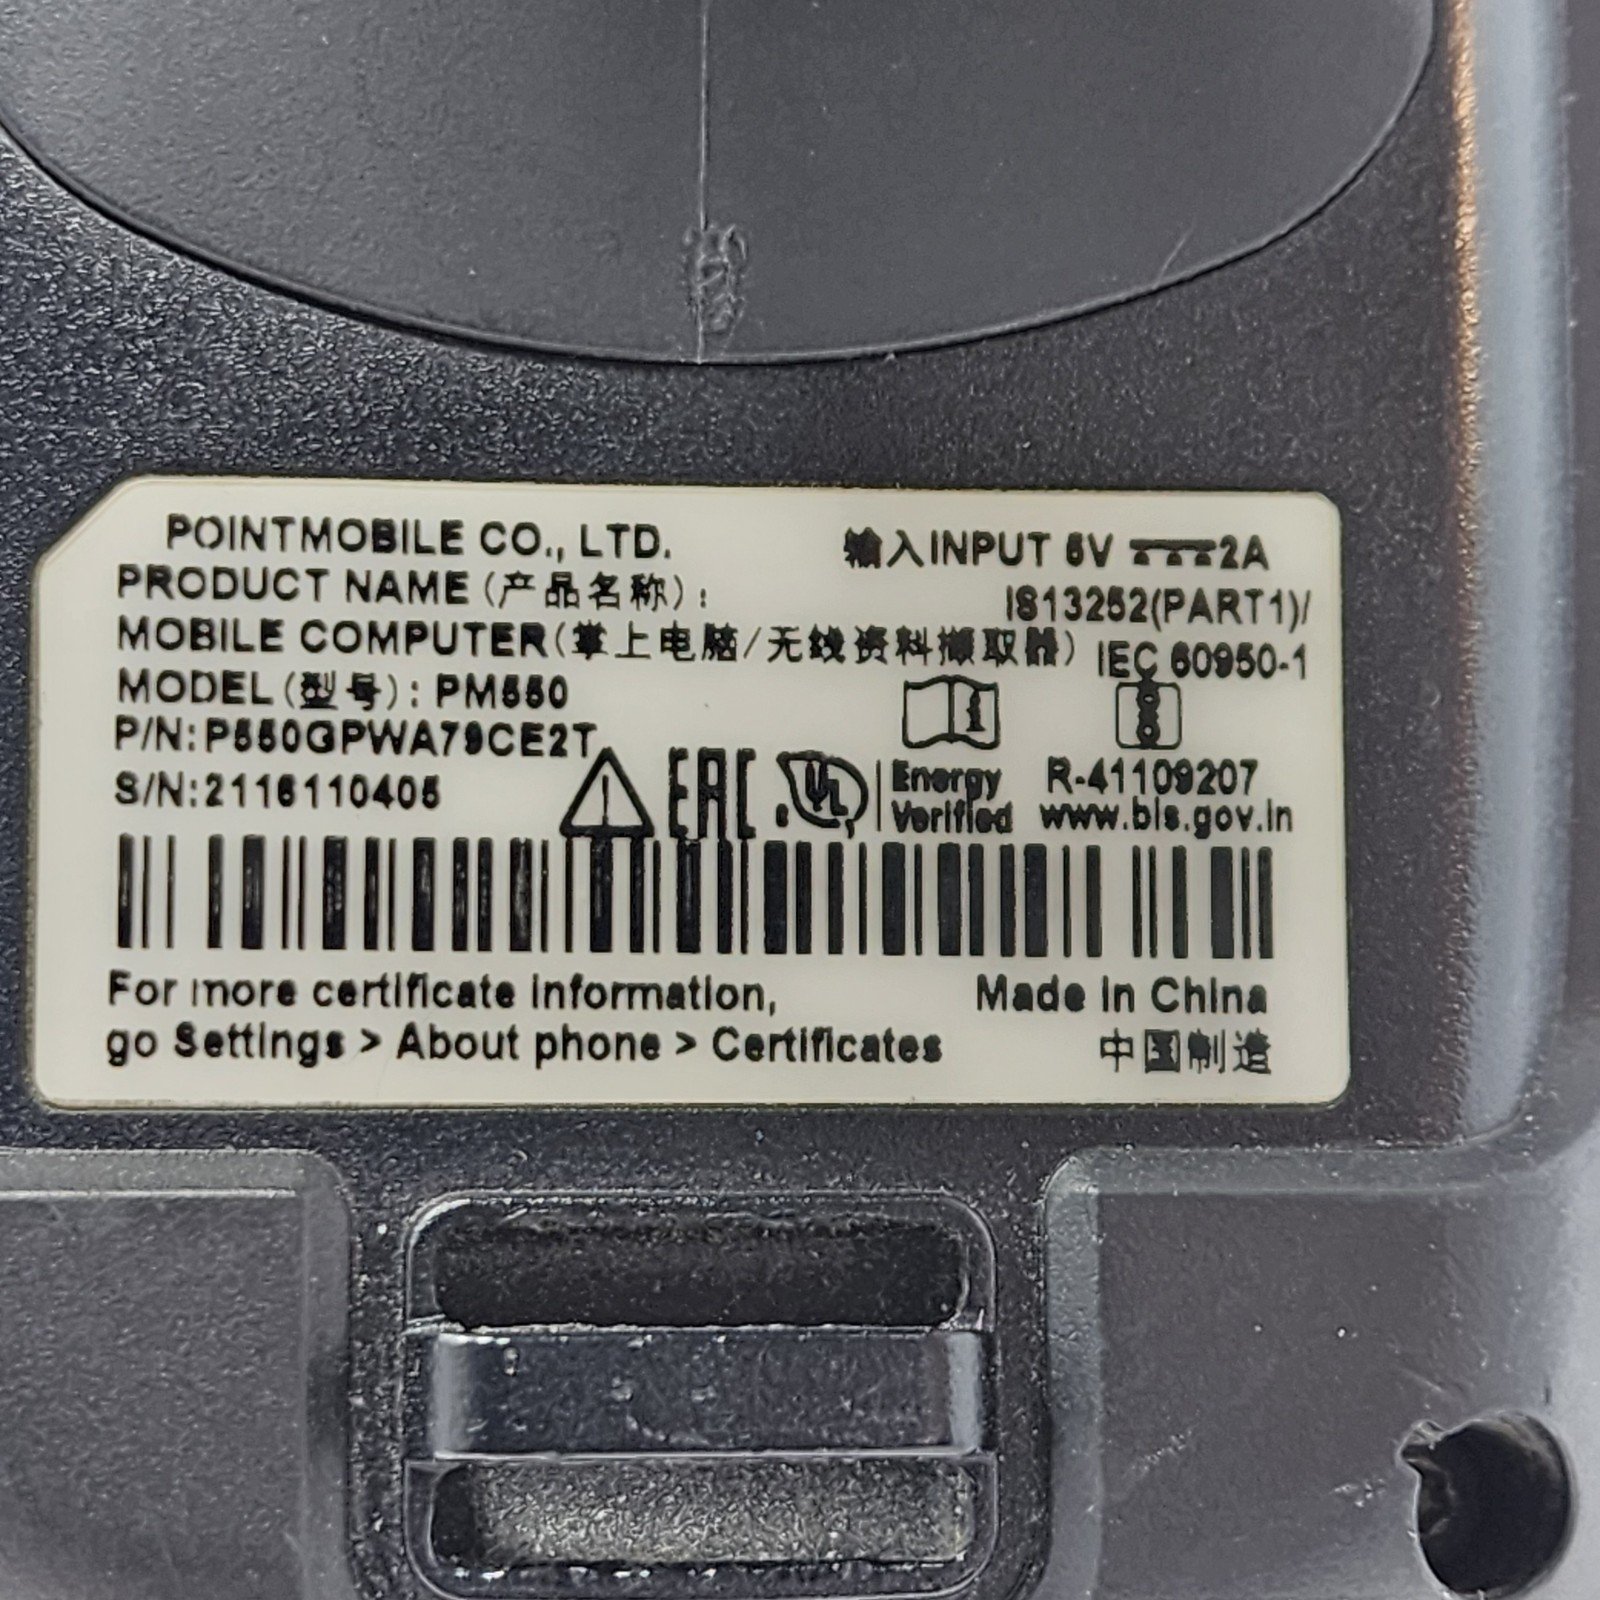 POINTMOBILE CO., LTD.
输入INPUT 5V 2A
PRODUCT NAME (产品名称) :
IS13252(PART1)/
MOBILE COMPUTER(掌上电脑/无线资料撷取器)
IEC 60950-1
MODEL (型号) : PM550
P/N:P550GPWA79CE2T
S/N:2116110405
EAC
UL
Energy
Verified
R-41109207
www.bis.gov.in
For more certificate information,
go Settings > About phone > Certificates
Made in China
中国制造